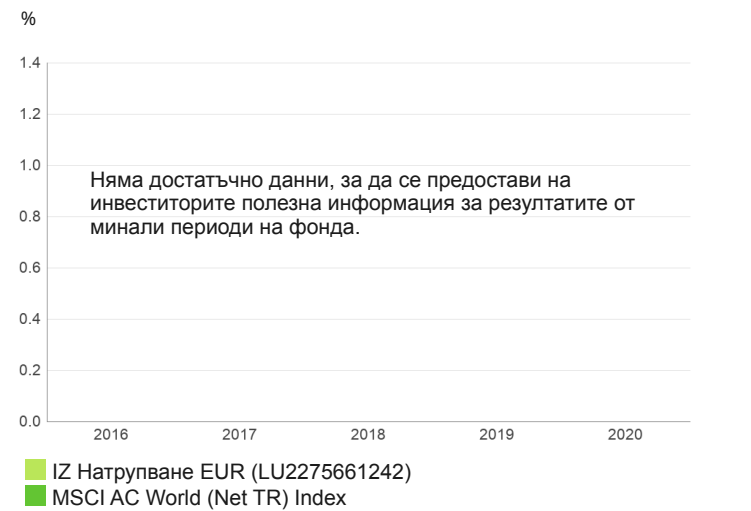 %
1.4
1.2
1.0
Няма достатъчно данни, за да се предостави на
инвеститорите полезна информация за резултатите от
минали периоди на фонда.
0.8
0.6
0.4
0.2
0.0
2016 2017 2018 2019 2020
IZ Натрупване EUR (LU2275661242)
MSCI AC World (Net TR) Index